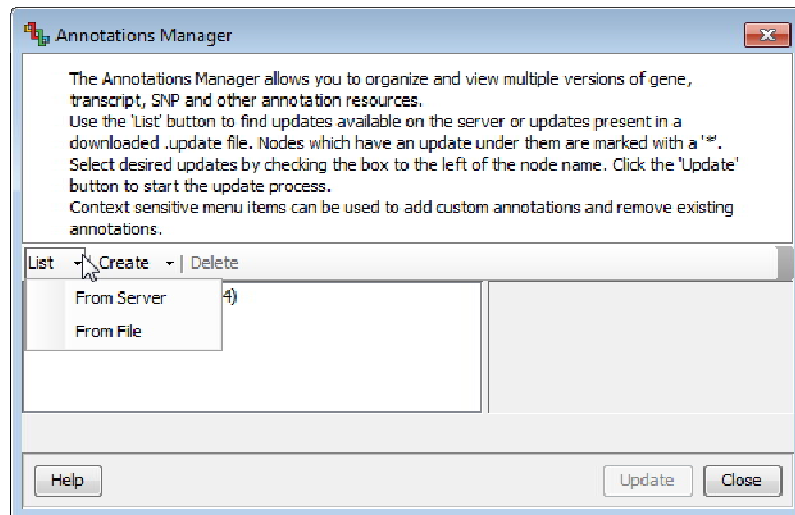 Annotations Manager
The Annotations Manager allows you to organize and view multiple versions of gene,
transcript, SNP and other annotation resources.
Use the 'List' button to find updates available on the server or updates present in a
downloaded .update file. Nodes which have an update under them are marked with a '*'.
Select desired updates by checking the box to the left of the node name. Click the 'Update'
button to start the update process.
Context sensitive menu items can be used to add custom annotations and remove existing
annotations.
List Create | Delete
From Server 4)
From File
Help Update Close